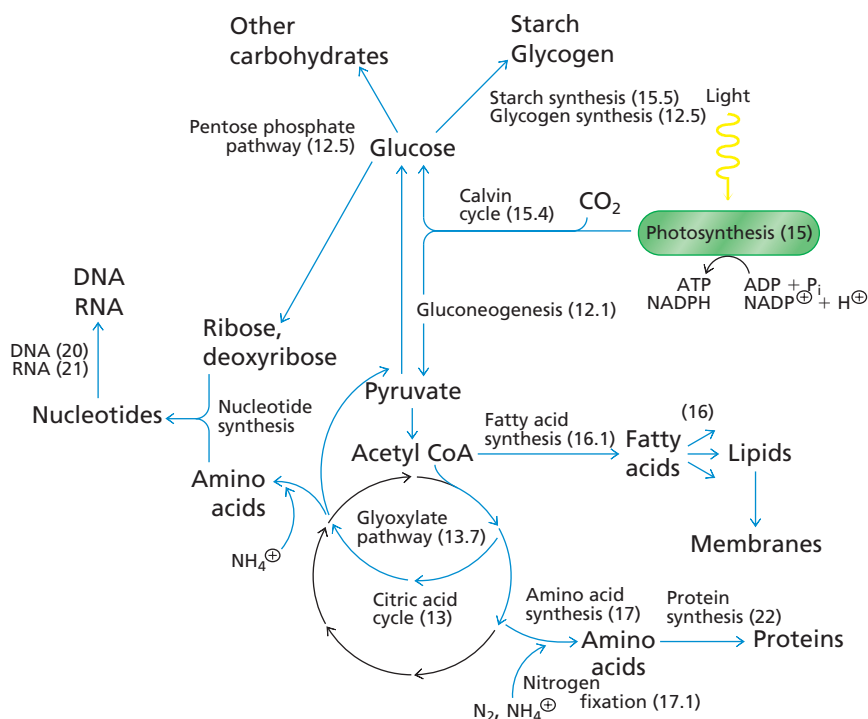 Other
carbohydrates
Starch
Glycogen
Starch synthesis (15.5)
Glycogen synthesis (12.5)
Light
Pentose phosphate
pathway (12.5)
Glucose
Calvin
cycle (15.4)
CO₂
Photosynthesis (15)
ATP
NADPH
ADP + Pᵢ
NADP⊕ + H⊕
Gluconeogenesis (12.1)
DNA
RNA
DNA (20)
RNA (21)
Ribose,
deoxyribose
Nucleotides
Nucleotide
synthesis
Pyruvate
Acetyl CoA
Fatty acid
synthesis (16.1)
Fatty
acids
(16)
Lipids
Membranes
Amino
acids
NH₄⊕
Glyoxylate
pathway (13.7)
Citric acid
cycle (13)
Amino acid
synthesis (17)
Protein
synthesis (22)
Amino
acids
Proteins
Nitrogen
fixation (17.1)
N₂, NH₄⊕